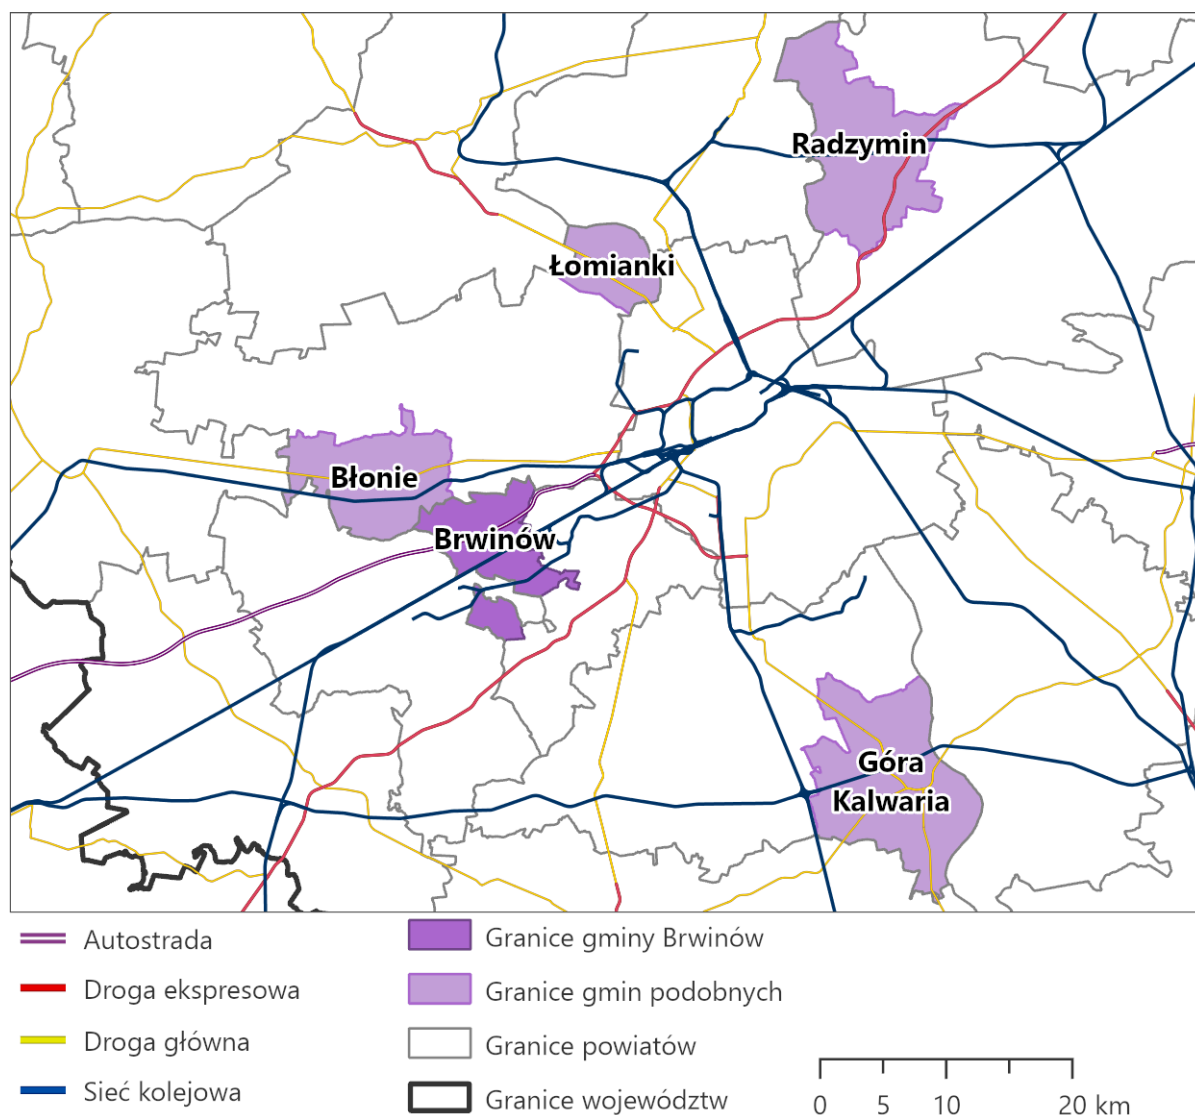 Radzymin
Łomianki
Błonie
Brwinów
Góra
Kalwaria
Autostrada
Droga ekspresowa
Droga główna
Sieć kolejowa
Granice gminy Brwinów
Granice gmin podobnych
Granice powiatów
Granice województw
0 5 10 20 km